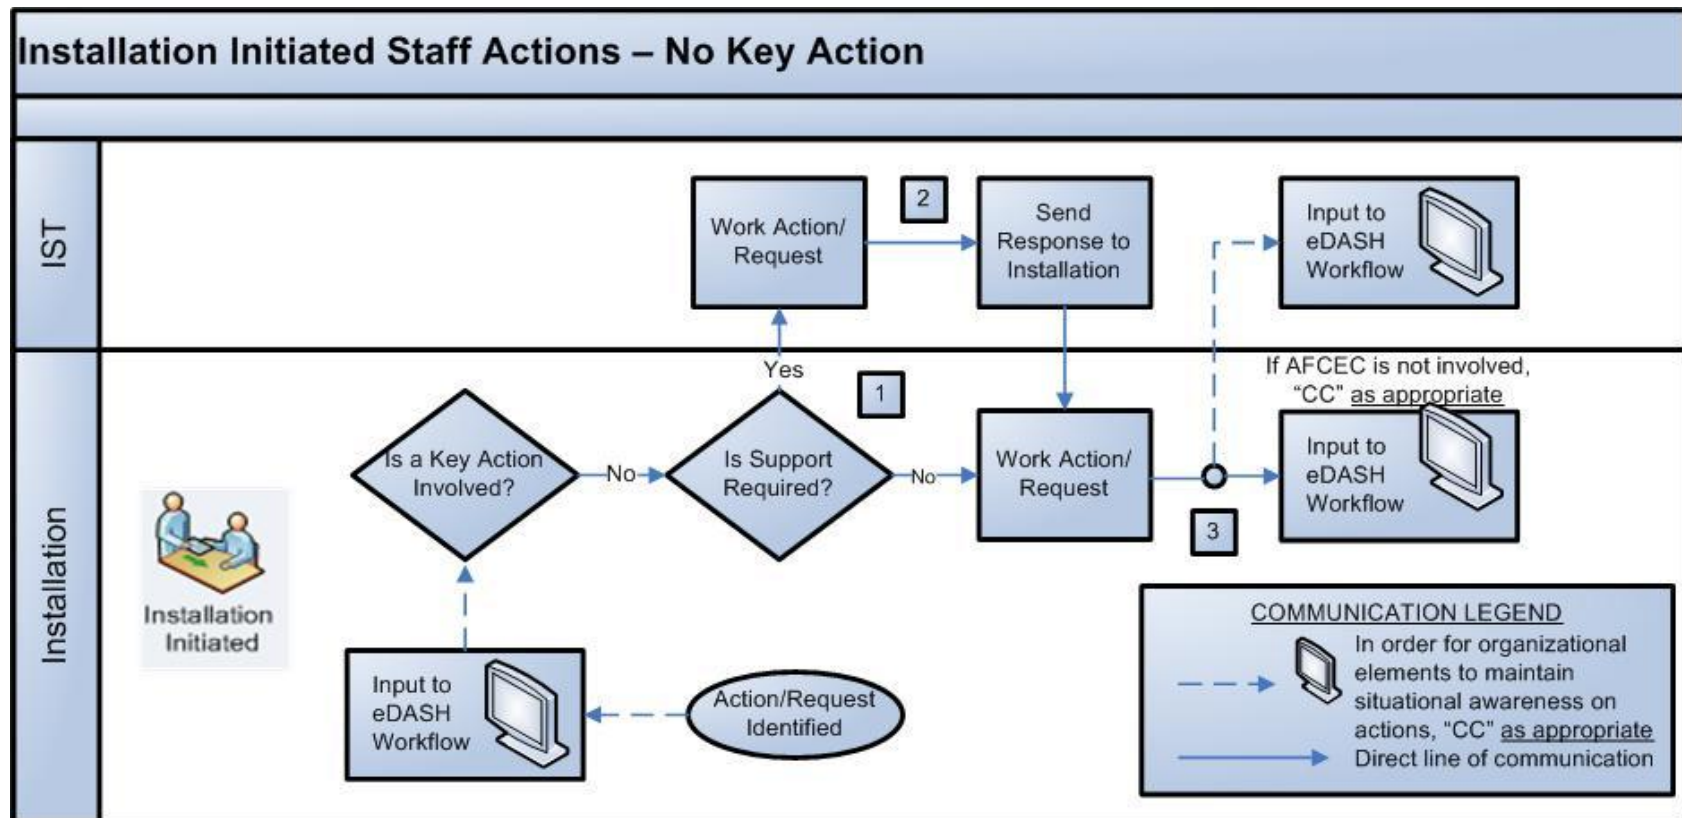 Installation Initiated Staff Actions – No Key Action
IST
Work Action/
Request
2
Send
Response to
Installation
Input to
eDASH
Workflow
Installation
Yes
1
If AFCEC is not involved,
“CC” as appropriate
Is a Key Action
Involved?
No
Is Support
Required?
No
Work Action/
Request
3
Input to
eDASH
Workflow
Installation
Initiated
Input to
eDASH
Workflow
Action/Request
Identified
COMMUNICATION LEGEND
In order for organizational
elements to maintain
situational awareness on
actions, “CC” as appropriate
Direct line of communication